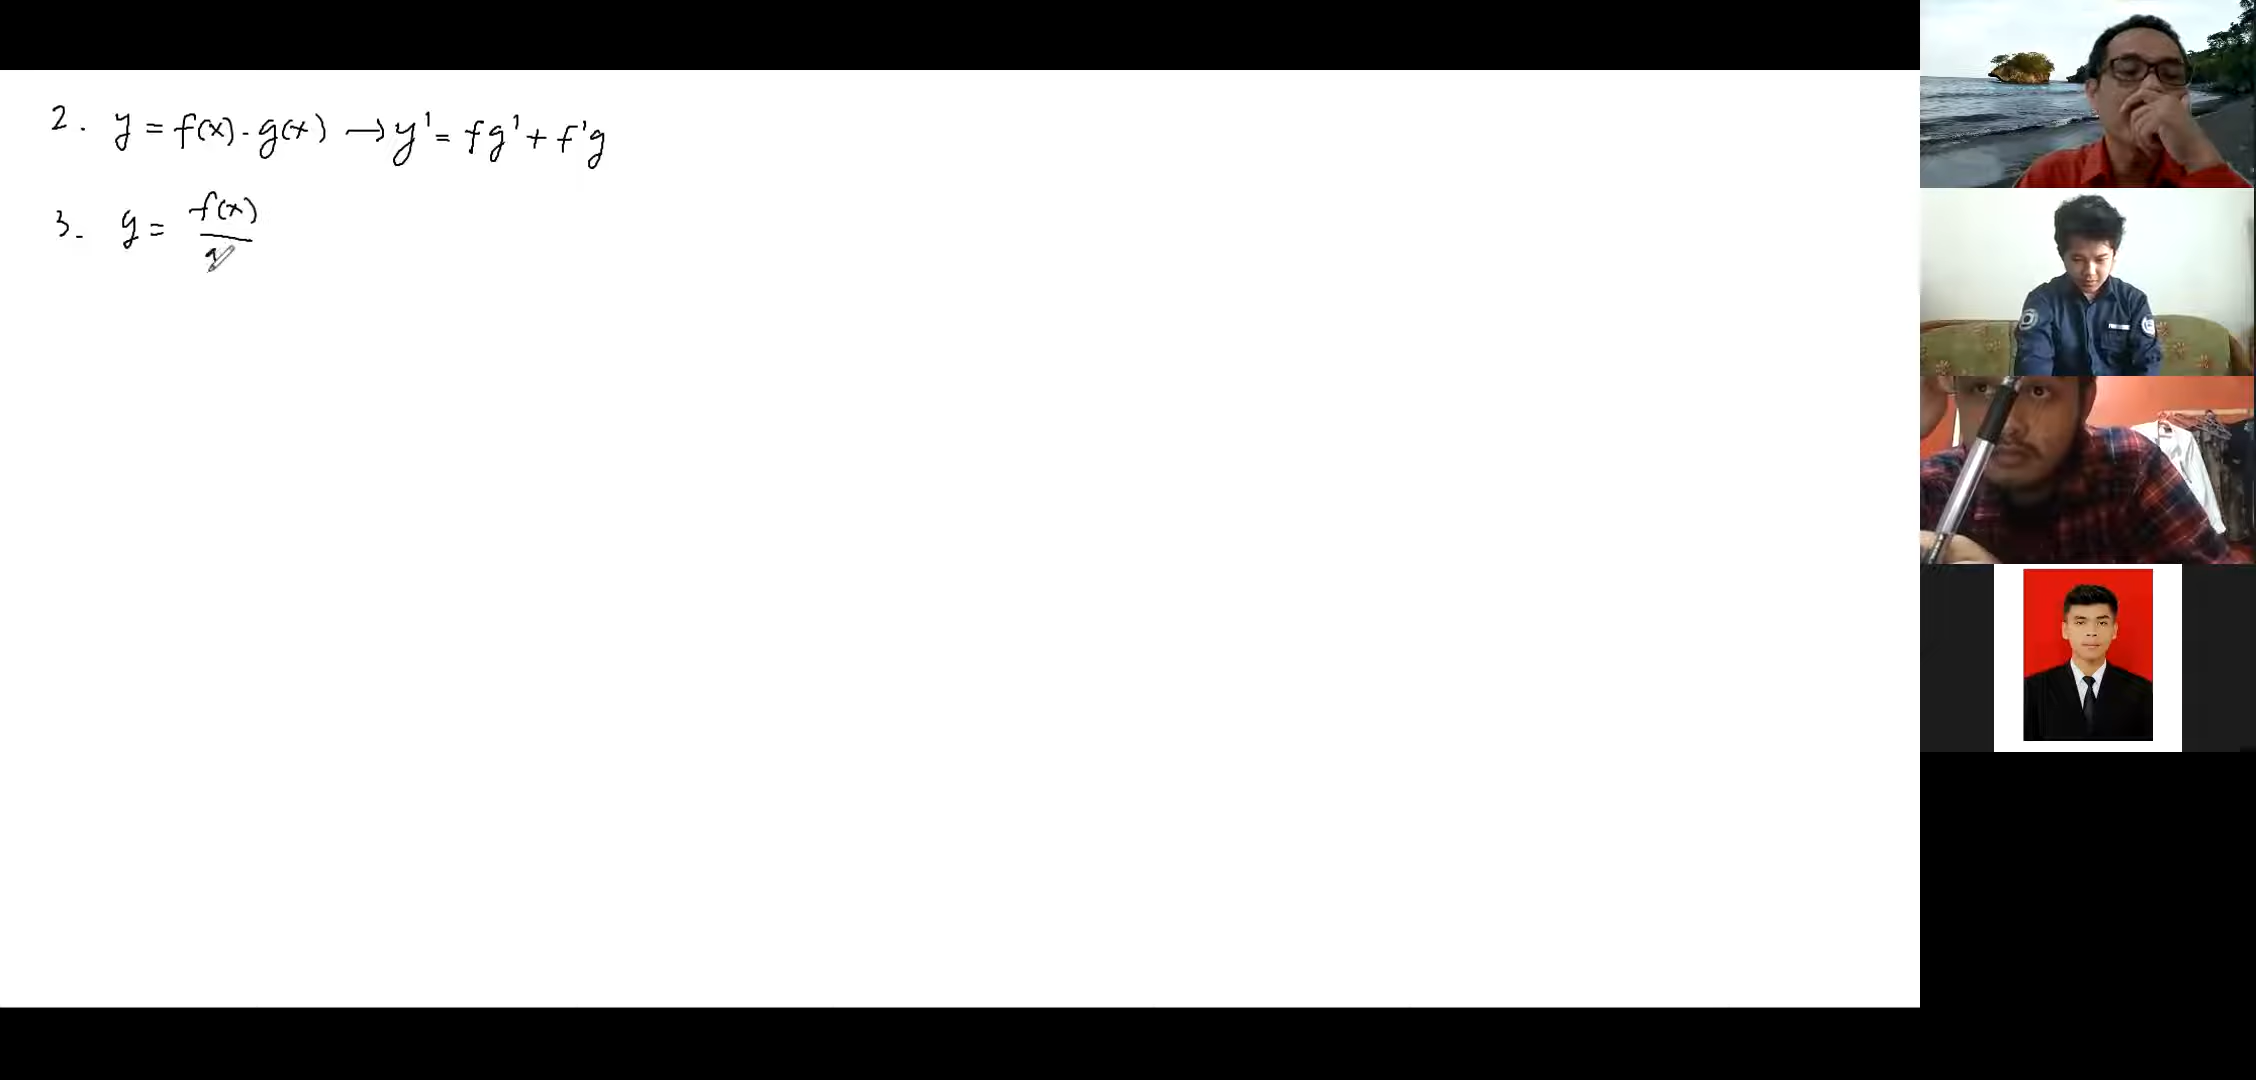 2. y = f(x) . g(x) → y' = fg' + f'g
3. y = f(x)